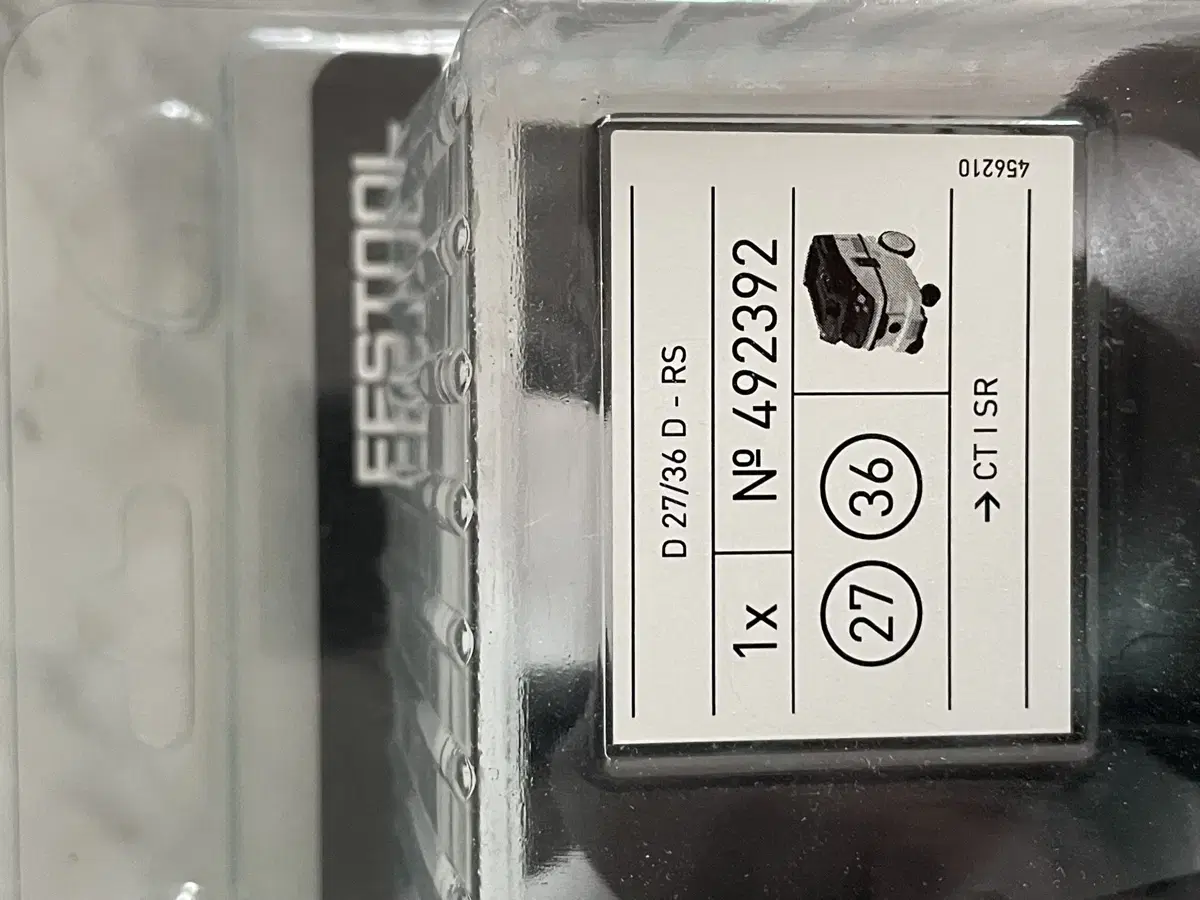 FESTOOL
D 27/36 D - RS
1x Nº 492392
27 36
→ CT I SR
456210